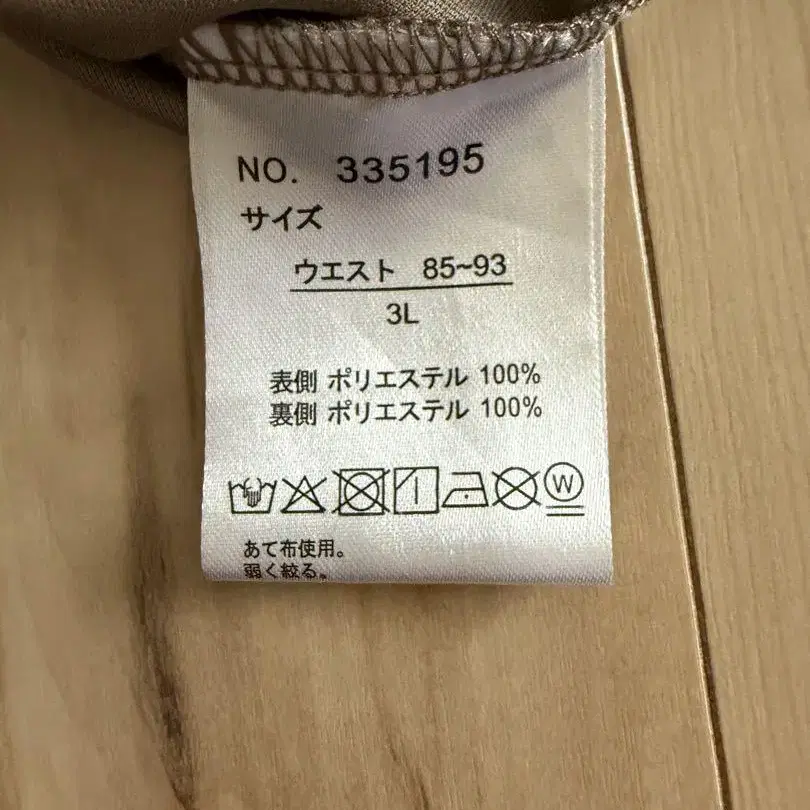 NO. 335195
サイズ
ウエスト 85~93
3L
表側 ポリエステル 100%
裏側 ポリエステル 100%
W
あて布使用。
弱く絞る。